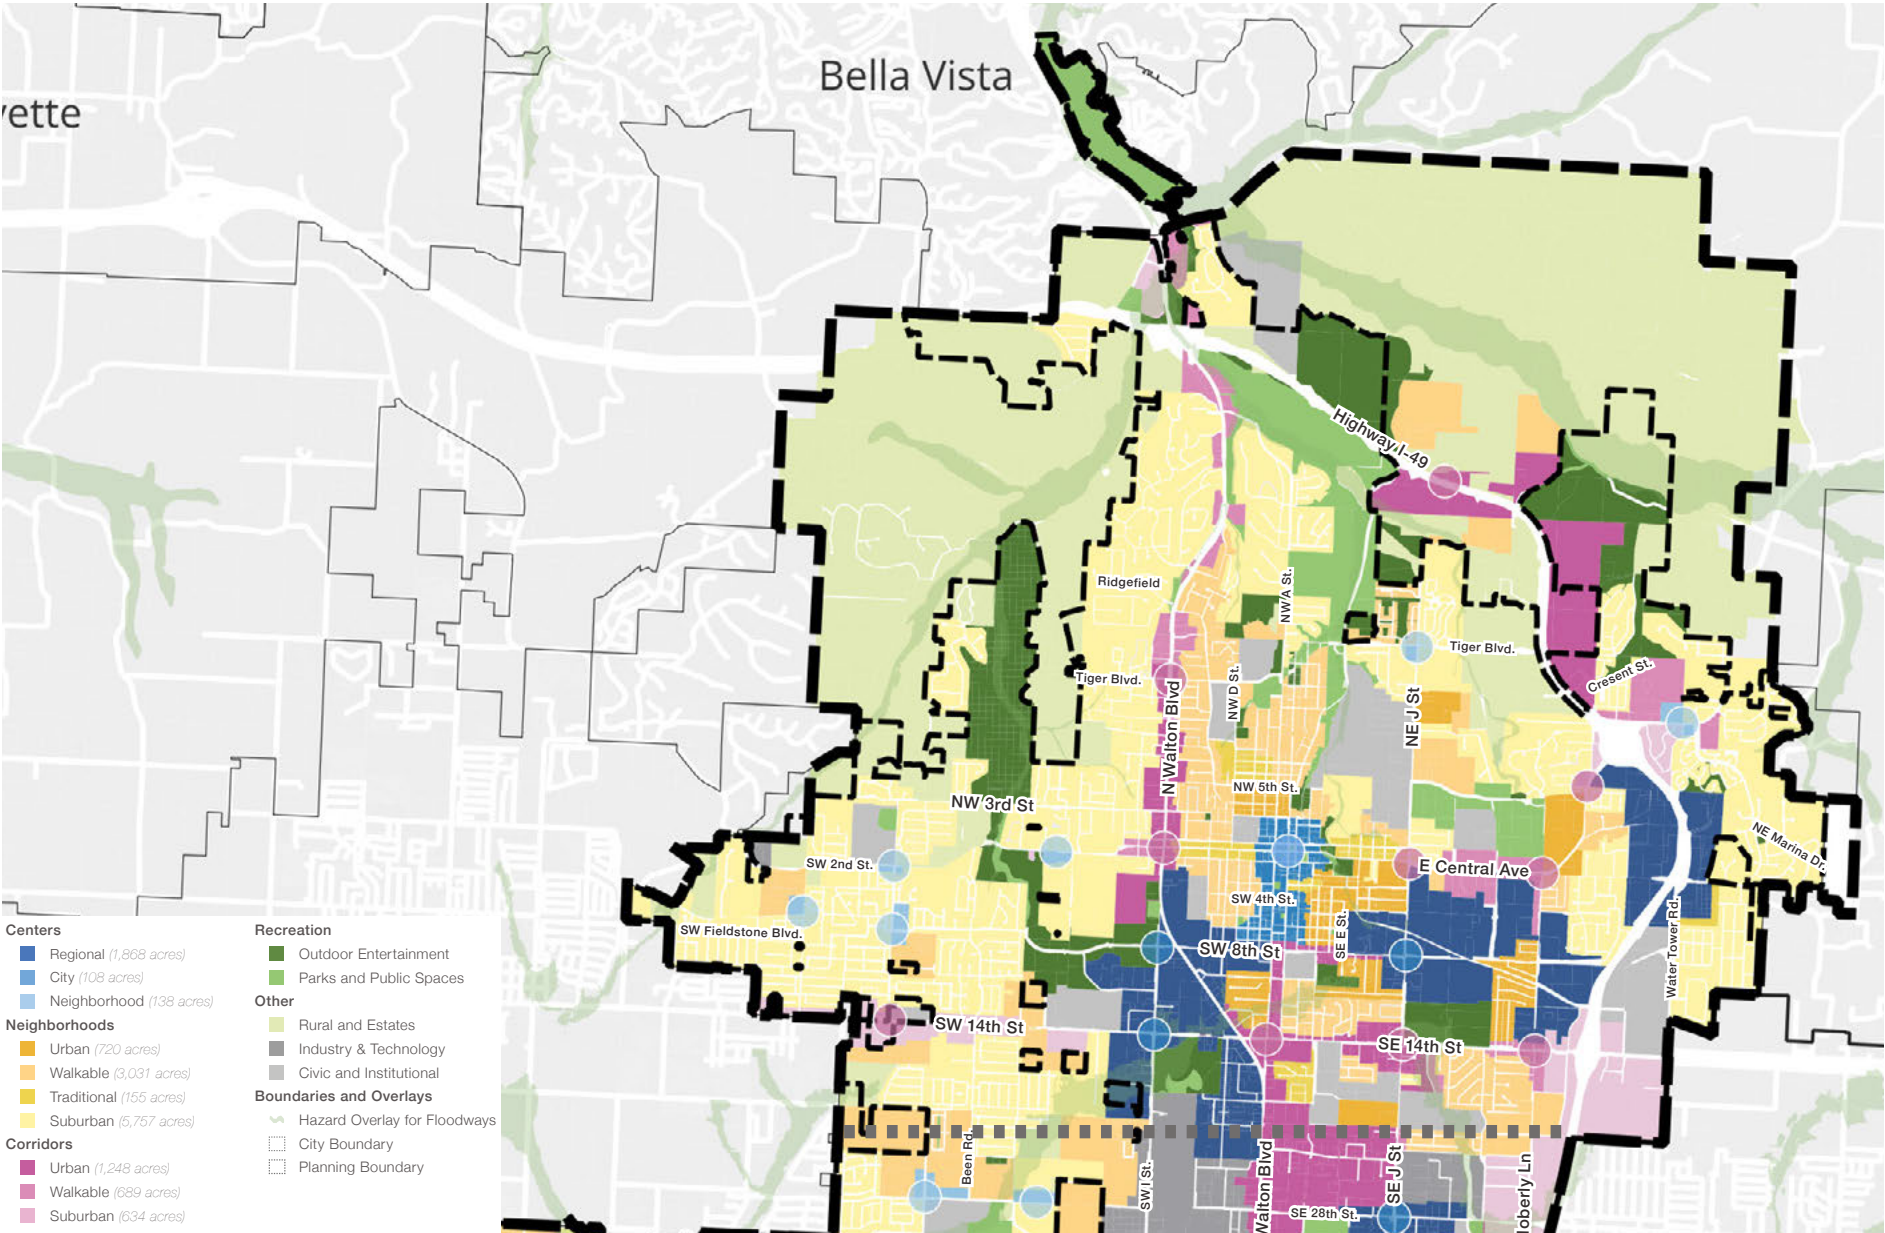 Bella Vista
vette
Highway I-49
Ridgefield
NW A St.
Tiger Blvd.
Tiger Blvd.
NW D St.
Cresent St.
N Walton Blvd
NE J St
NW 5th St.
NW 3rd St
NE Marina Dr.
SW 2nd St.
E Central Ave
SW 4th St.
SW Fieldstone Blvd.
SE E St.
Water Tower Rd.
SW 8th St
SW 14th St
SE 14th St
Been Rd.
SW I St.
Walton Blvd
SE J St
Moberly Ln
SE 28th St.
Centers
Regional (1,868 acres)
City (108 acres)
Neighborhood (138 acres)
Neighborhoods
Urban (720 acres)
Walkable (3,031 acres)
Traditional (155 acres)
Suburban (5,757 acres)
Corridors
Urban (1,248 acres)
Walkable (689 acres)
Suburban (634 acres)
Recreation
Outdoor Entertainment
Parks and Public Spaces
Other
Rural and Estates
Industry & Technology
Civic and Institutional
Boundaries and Overlays
Hazard Overlay for Floodways
City Boundary
Planning Boundary